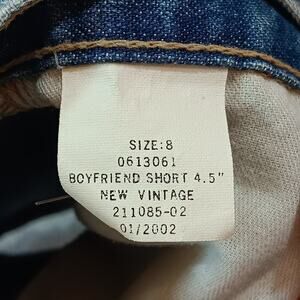 SIZE:8
0613061
BOYFRIEND SHORT 4.5"
NEW VINTAGE
211085-02
01/2002